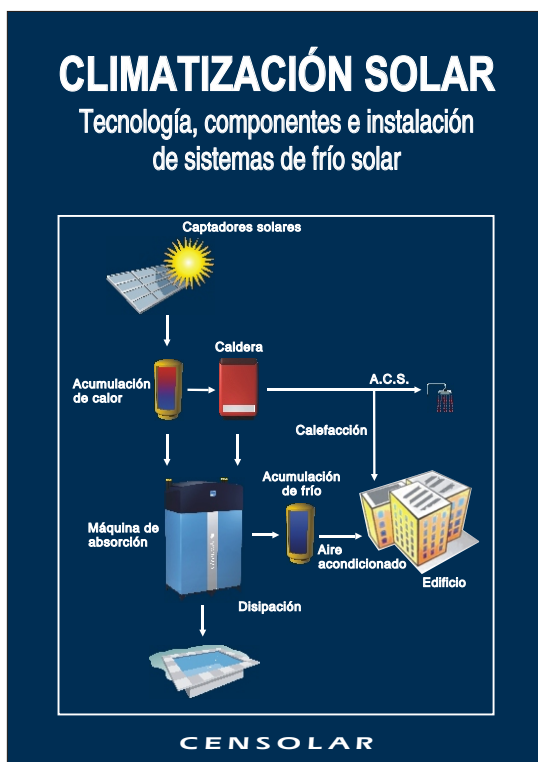 CLIMATIZACIÓN SOLAR
Tecnología, componentes e instalación
de sistemas de frío solar
Captadores solares
Caldera
A.C.S.
Acumulación
de calor
Calefacción
Acumulación
de frío
Máquina de
absorción
Aire
acondicionado
Edificio
Disipación
CENSOLAR